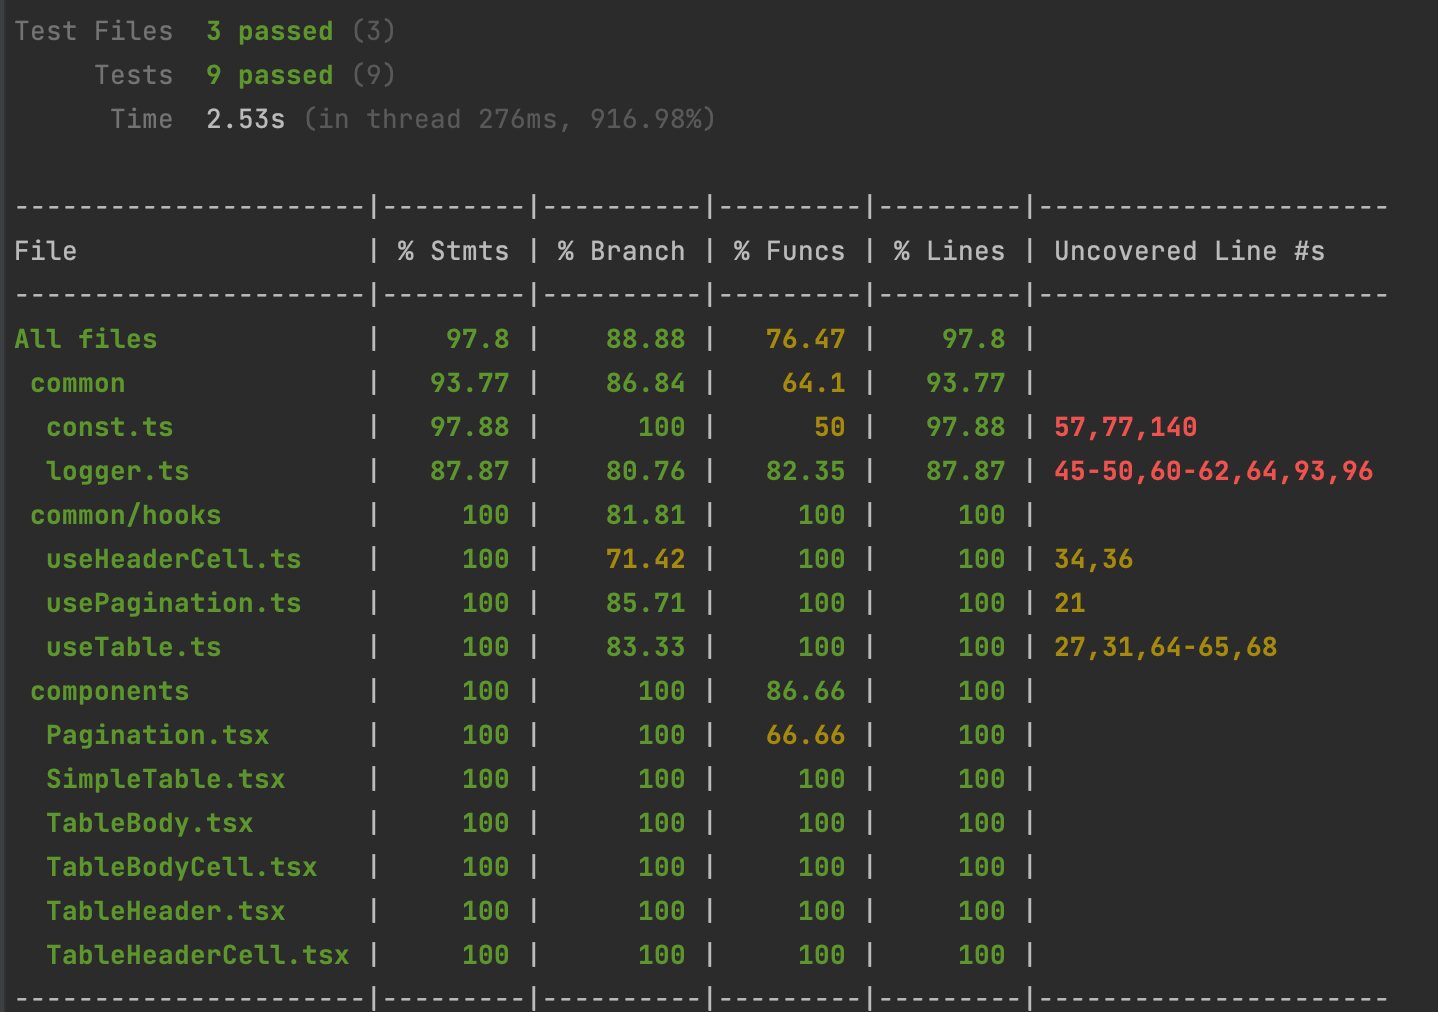 Test Files  3 passed (3)
     Tests  9 passed (9)
      Time  2.53s (in thread 276ms, 916.98%)

----------------------|---------|----------|---------|---------|----------------------
File                  | % Stmts | % Branch | % Funcs | % Lines | Uncovered Line #s
----------------------|---------|----------|---------|---------|----------------------
All files             |    97.8 |    88.88 |   76.47 |    97.8 |
 common               |   93.77 |    86.84 |    64.1 |   93.77 |
  const.ts            |   97.88 |      100 |      50 |   97.88 | 57,77,140
  logger.ts           |   87.87 |    80.76 |   82.35 |   87.87 | 45-50,60-62,64,93,96
 common/hooks         |     100 |    81.81 |     100 |     100 |
  useHeaderCell.ts    |     100 |    71.42 |     100 |     100 | 34,36
  usePagination.ts    |     100 |    85.71 |     100 |     100 | 21
  useTable.ts         |     100 |    83.33 |     100 |     100 | 27,31,64-65,68
 components           |     100 |      100 |   86.66 |     100 |
  Pagination.tsx      |     100 |      100 |   66.66 |     100 |
  SimpleTable.tsx     |     100 |      100 |     100 |     100 |
  TableBody.tsx       |     100 |      100 |     100 |     100 |
  TableBodyCell.tsx   |     100 |      100 |     100 |     100 |
  TableHeader.tsx     |     100 |      100 |     100 |     100 |
  TableHeaderCell.tsx |     100 |      100 |     100 |     100 |
----------------------|---------|----------|---------|---------|----------------------